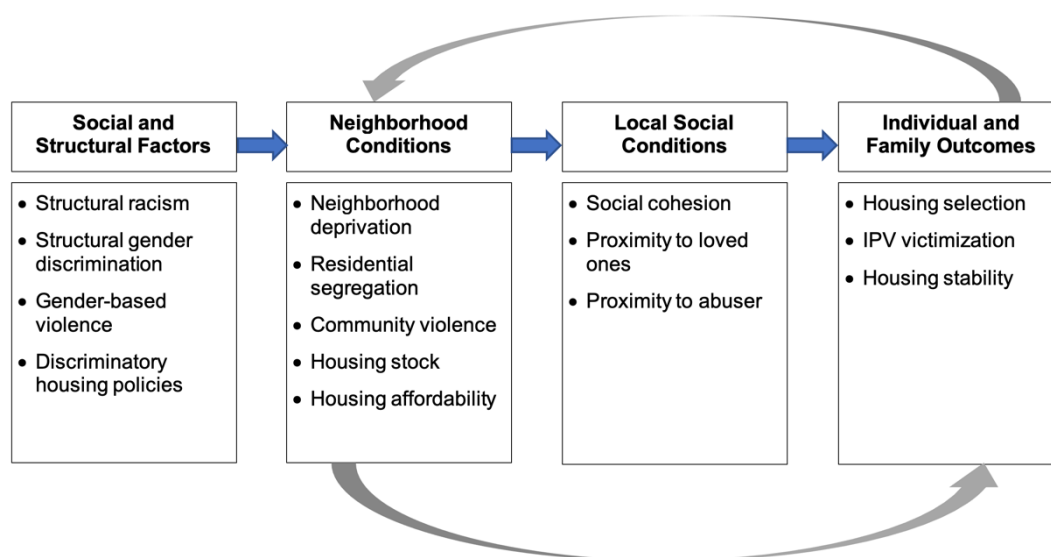 Social and
Structural Factors
Neighborhood
Conditions
Local Social
Conditions
Individual and
Family Outcomes
• Structural racism
• Structural gender
discrimination
• Gender-based
violence
• Discriminatory
housing policies
• Neighborhood
deprivation
• Residential
segregation
• Community violence
• Housing stock
• Housing affordability
• Social cohesion
• Proximity to loved
ones
• Proximity to abuser
• Housing selection
• IPV victimization
• Housing stability